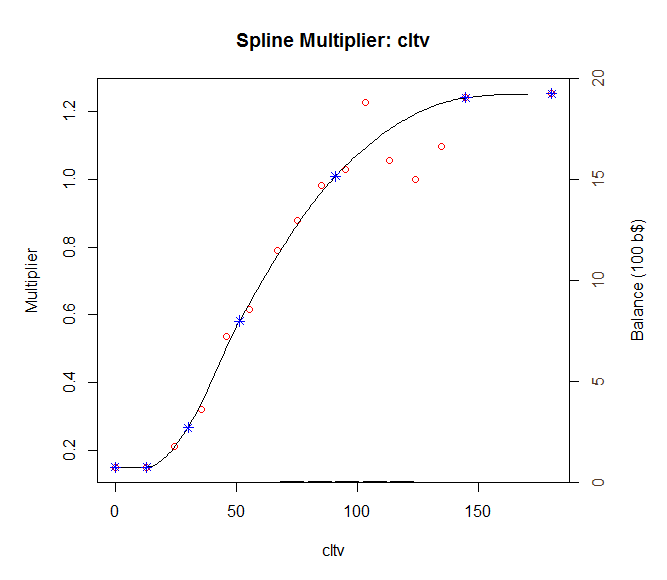 Spline Multiplier: cltv
Multiplier
0.2 0.4 0.6 0.8 1.0 1.2
0 5 10 15 20
Balance (100 b$)
0 50 100 150
cltv